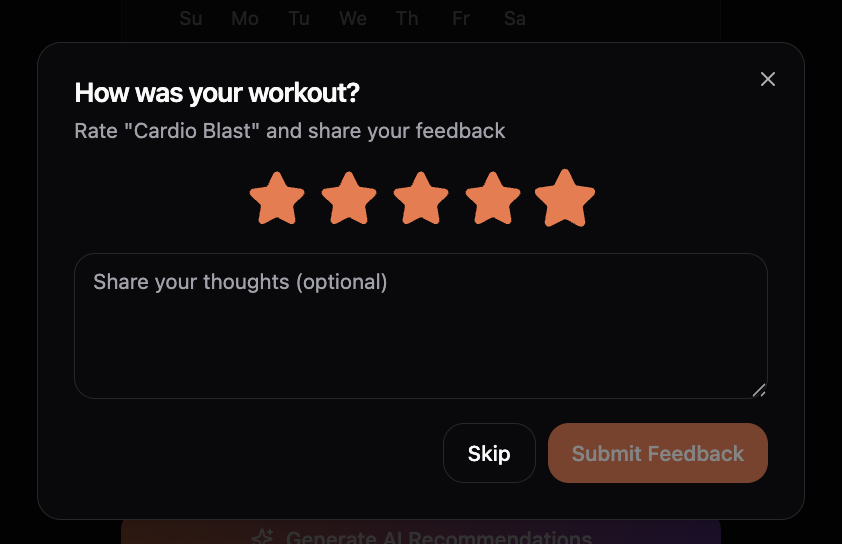 Su Mo Tu We Th Fr Sa
How was your workout?
Rate "Cardio Blast" and share your feedback
Share your thoughts (optional)
Skip
Submit Feedback
Generate AI Recommendations